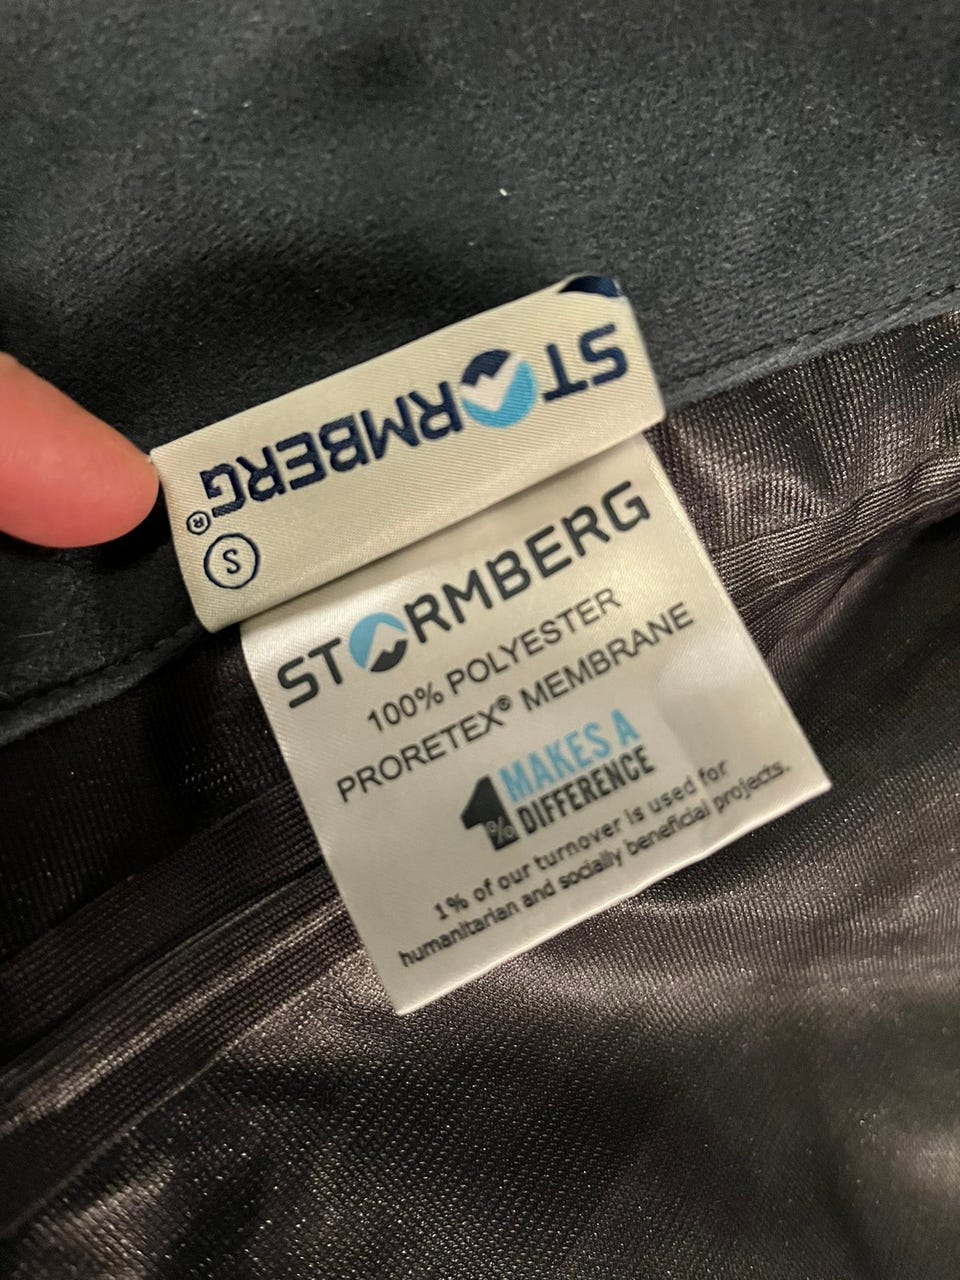 STORMBERG®
S
STORMBERG
100% POLYESTER
PRORETEX® MEMBRANE
1% MAKES A
DIFFERENCE
1% of our turnover is used for
humanitarian and socially beneficial projects.